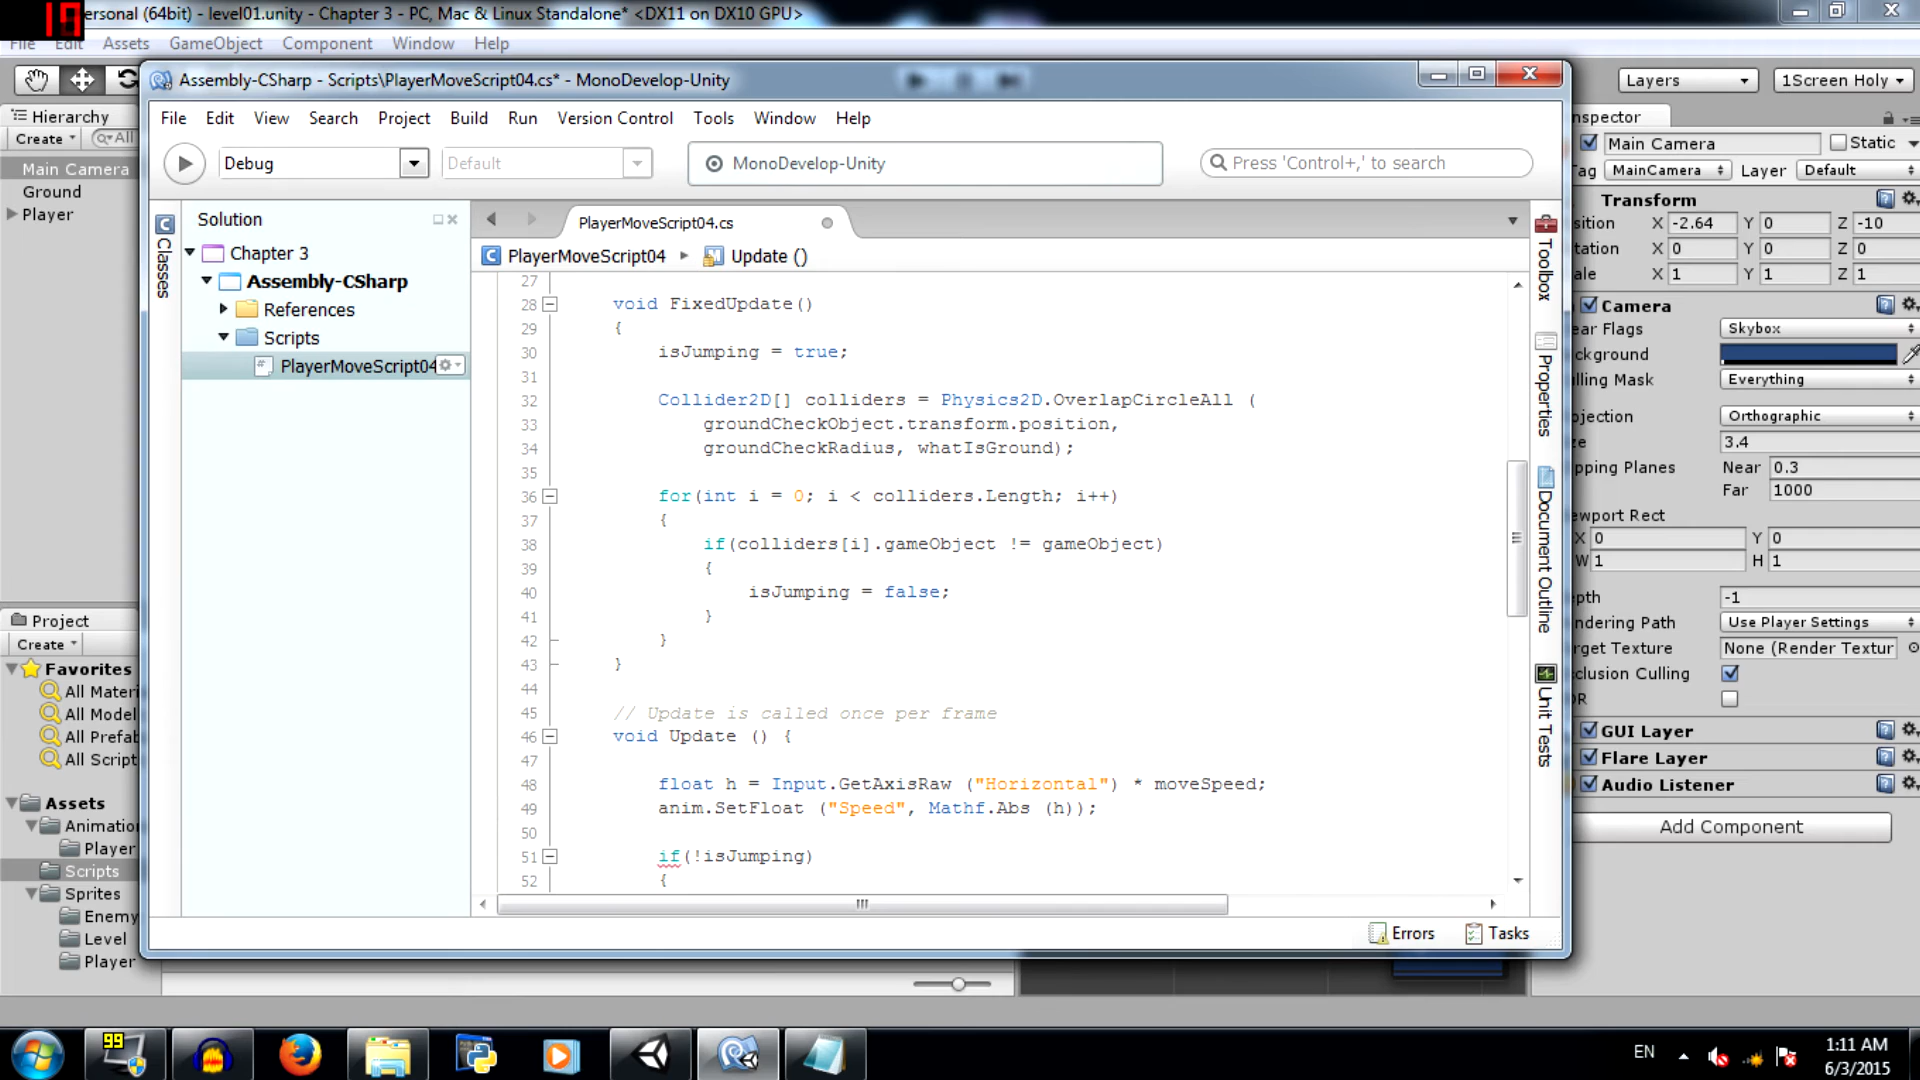 19
ersonal (64bit) - level01.unity - Chapter 3 - PC, Mac & Linux Standalone* <DX11 on DX10 GPU>
File Edit Assets GameObject Component Window Help
Assembly-CSharp - Scripts\PlayerMoveScript04.cs* - MonoDevelop-Unity
Layers
1Screen Holy
File Edit View Search Project Build Run Version Control Tools Window Help
Debug
Default
MonoDevelop-Unity
Press 'Control+,' to search
Hierarchy
Create
All
Main Camera
Ground
Player
Project
Create
Favorites
All Materi
All Model
All Prefab
All Script
Assets
Animation
Player
Scripts
Sprites
Enemy
Level
Player
Classes
Solution
Chapter 3
Assembly-CSharp
References
Scripts
PlayerMoveScript04
PlayerMoveScript04.cs
PlayerMoveScript04
Update ()
27
28 void FixedUpdate()
29 {
30 isJumping = true;
31
32 Collider2D[] colliders = Physics2D.OverlapCircleAll (
33 groundCheckObject.transform.position,
34 groundCheckRadius, whatIsGround);
35
36 for(int i = 0; i < colliders.Length; i++)
37 {
38 if(colliders[i].gameObject != gameObject)
39 {
40 isJumping = false;
41 }
42 }
43 }
44
45 // Update is called once per frame
46 void Update () {
47
48 float h = Input.GetAxisRaw ("Horizontal") * moveSpeed;
49 anim.SetFloat ("Speed", Mathf.Abs (h));
50
51 if(!isJumping)
52 {
Errors
Tasks
Toolbox
Properties
Document Outline
Unit Tests
nspector
Main Camera
Static
ag MainCamera Layer Default
Transform
sition X -2.64 Y 0 Z -10
tation X 0 Y 0 Z 0
ale X 1 Y 1 Z 1
Camera
ear Flags Skybox
ckground
lling Mask Everything
ojection Orthographic
ze 3.4
pping Planes Near 0.3
Far 1000
ewport Rect
X 0 Y 0
W 1 H 1
epth -1
ndering Path Use Player Settings
rget Texture None (Render Textur
clusion Culling
DR
GUI Layer
Flare Layer
Audio Listener
Add Component
99
EN
1:11 AM
6/3/2015